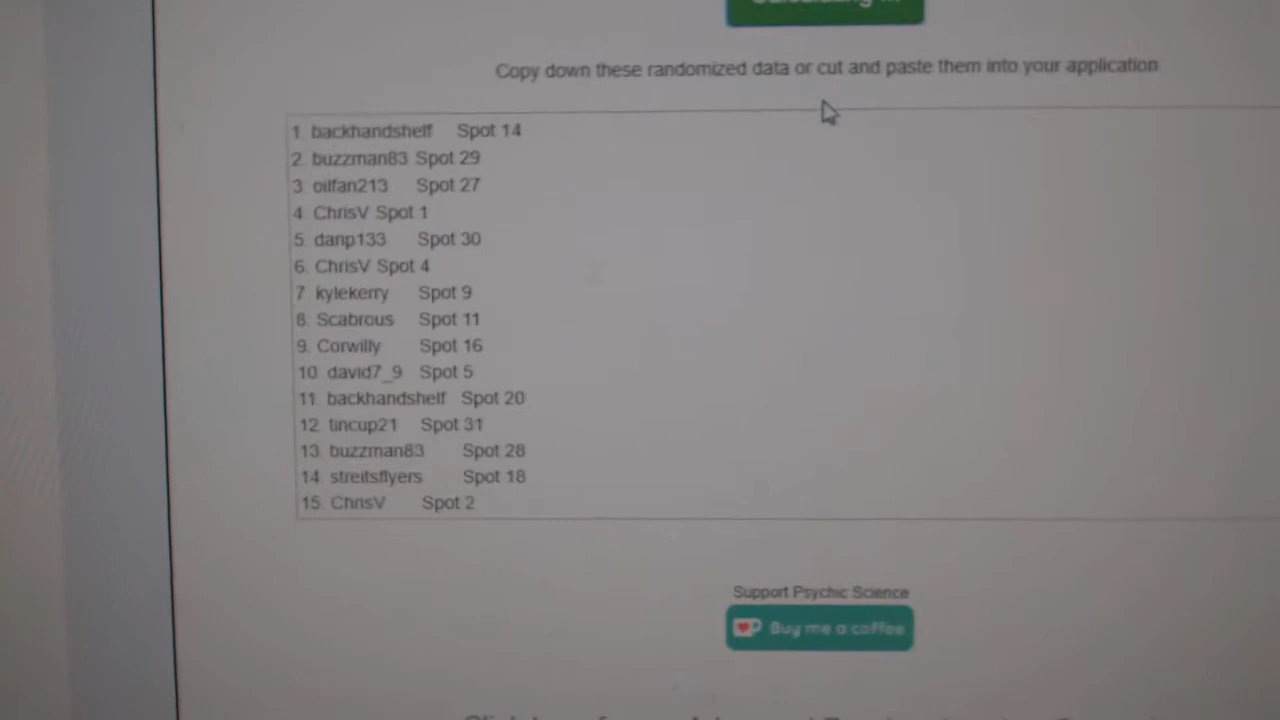 Copy down these randomized data or cut and paste them into your application
1. backhandshelf Spot 14
2. buzzman83 Spot 29
3. oilfan213 Spot 27
4. ChrisV Spot 1
5. danp133 Spot 30
6. ChrisV Spot 4
7. kylekerry Spot 9
8. Scabrous Spot 11
9. Corwilly Spot 16
10. david7_9 Spot 5
11. backhandshelf Spot 20
12. tincup21 Spot 31
13. buzzman83 Spot 28
14. streitsflyers Spot 18
15. ChrisV Spot 2
Support Psychic Science
Buy me a coffee